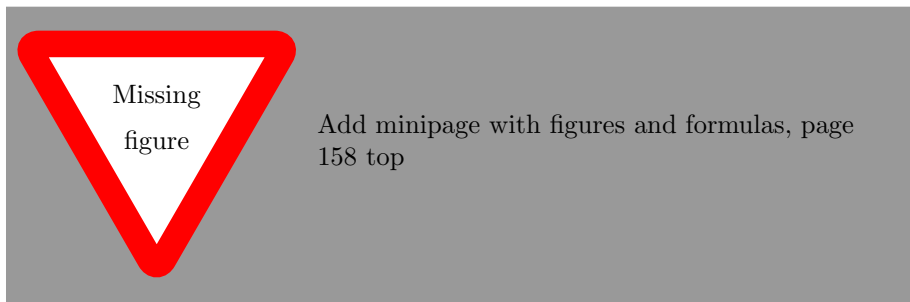 Missing
figure
Add minipage with figures and formulas, page
158 top